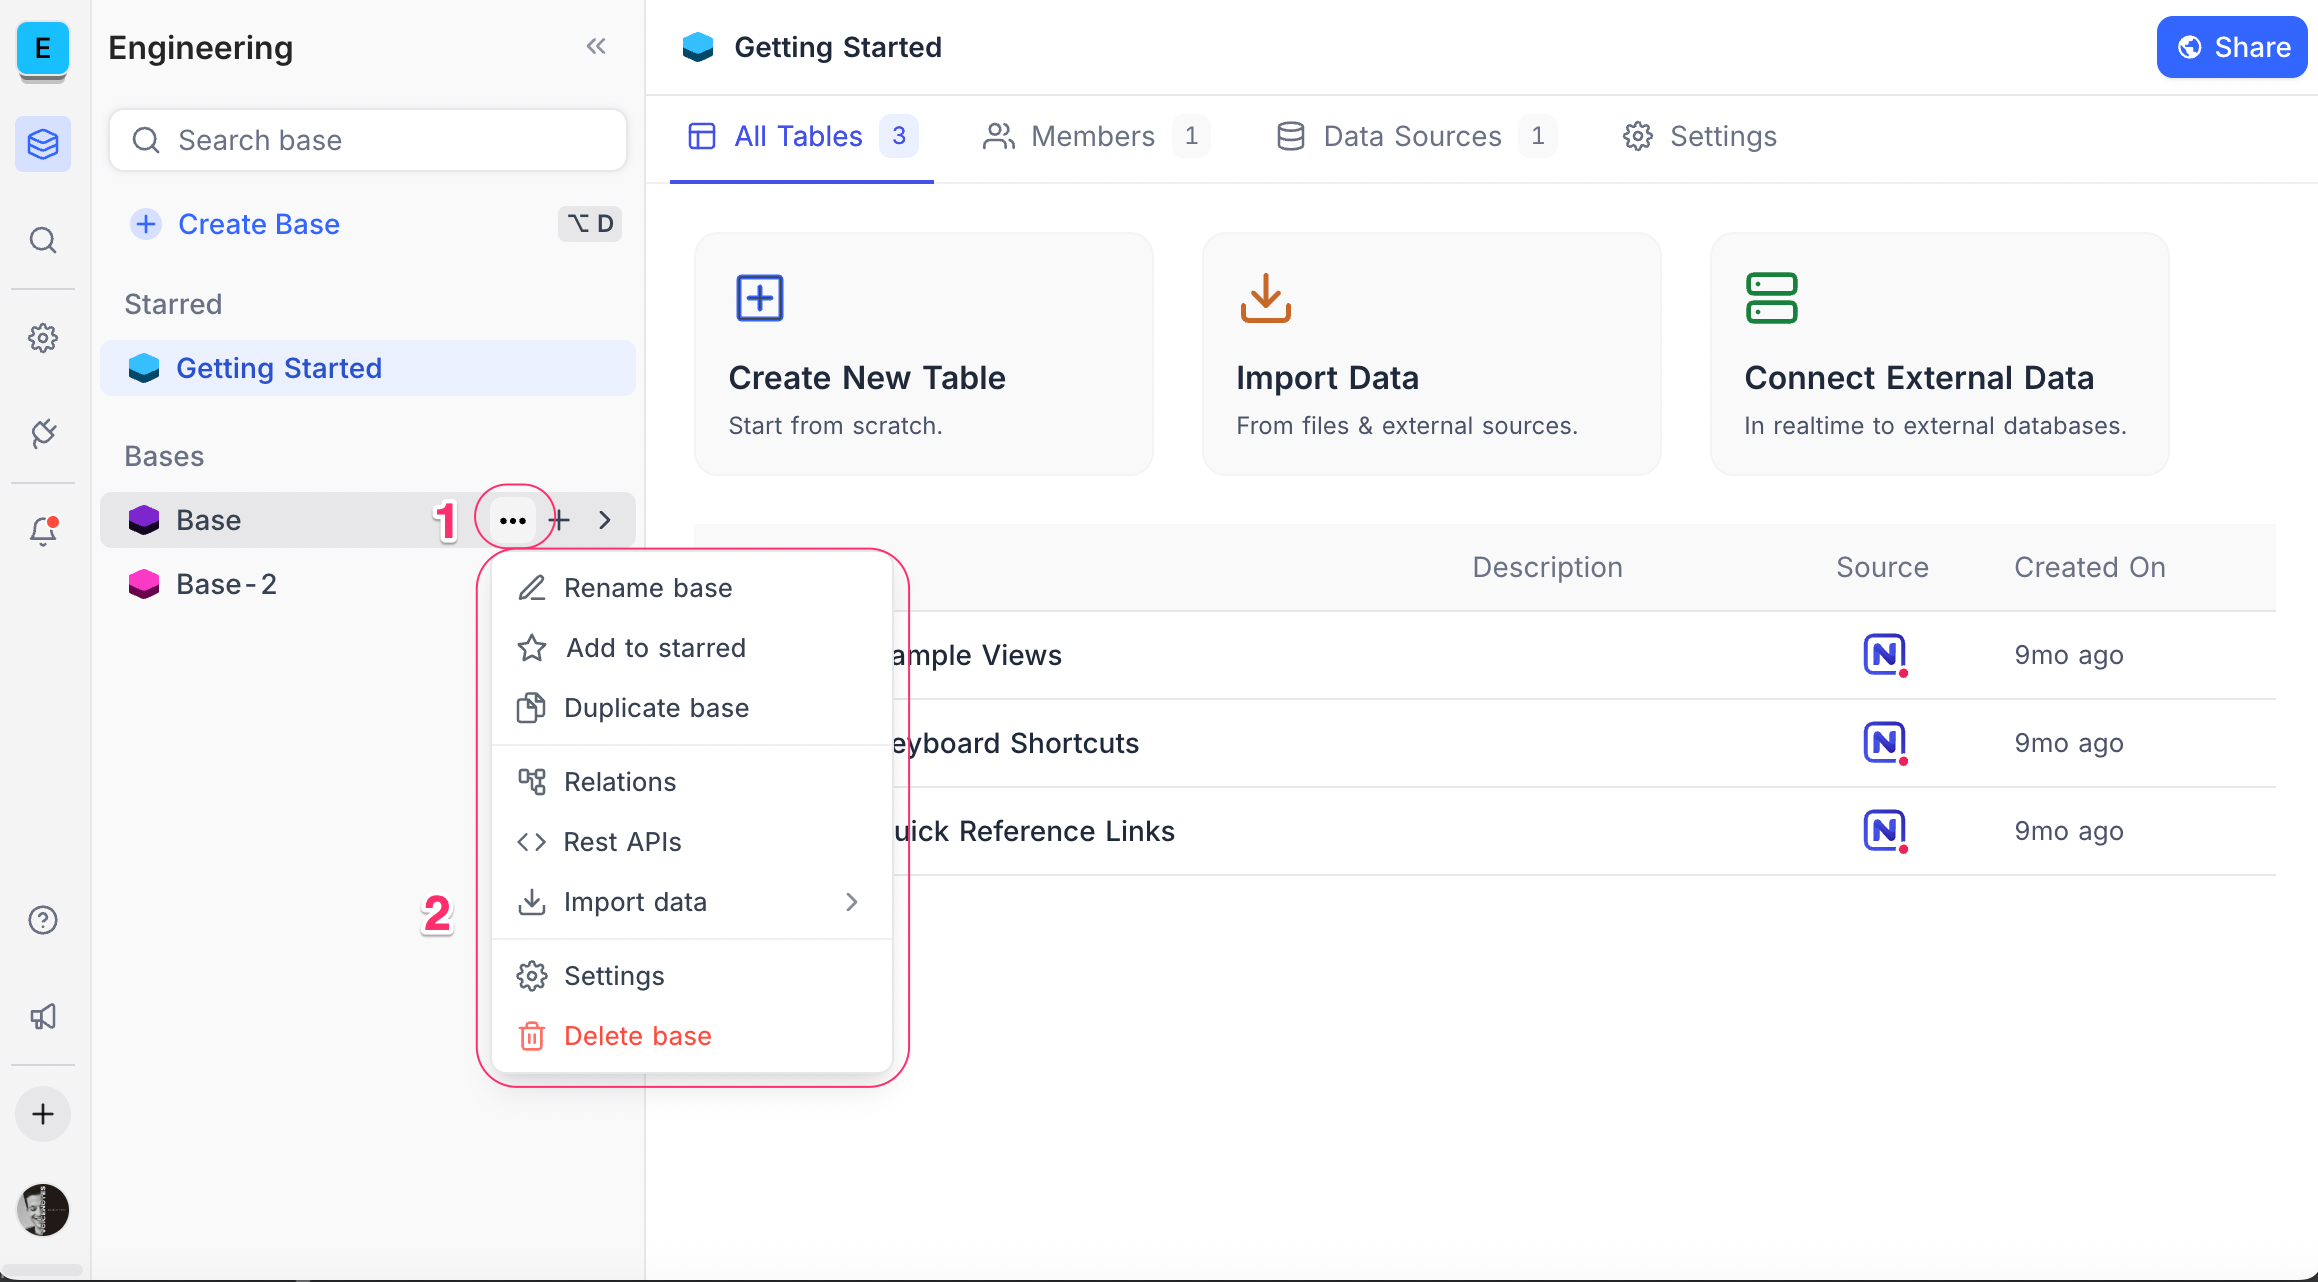 E
Engineering
Search base
Create Base
⌥ D
Starred
Getting Started
Bases
Base
1
Base-2
Rename base
Add to starred
Duplicate base
Relations
Rest APIs
Import data
2
Settings
Delete base
Getting Started
Share
All Tables 3
Members 1
Data Sources 1
Settings
Create New Table
Start from scratch.
Import Data
From files & external sources.
Connect External Data
In realtime to external databases.
Description Source Created On
ample Views 9mo ago
eyboard Shortcuts 9mo ago
uick Reference Links 9mo ago